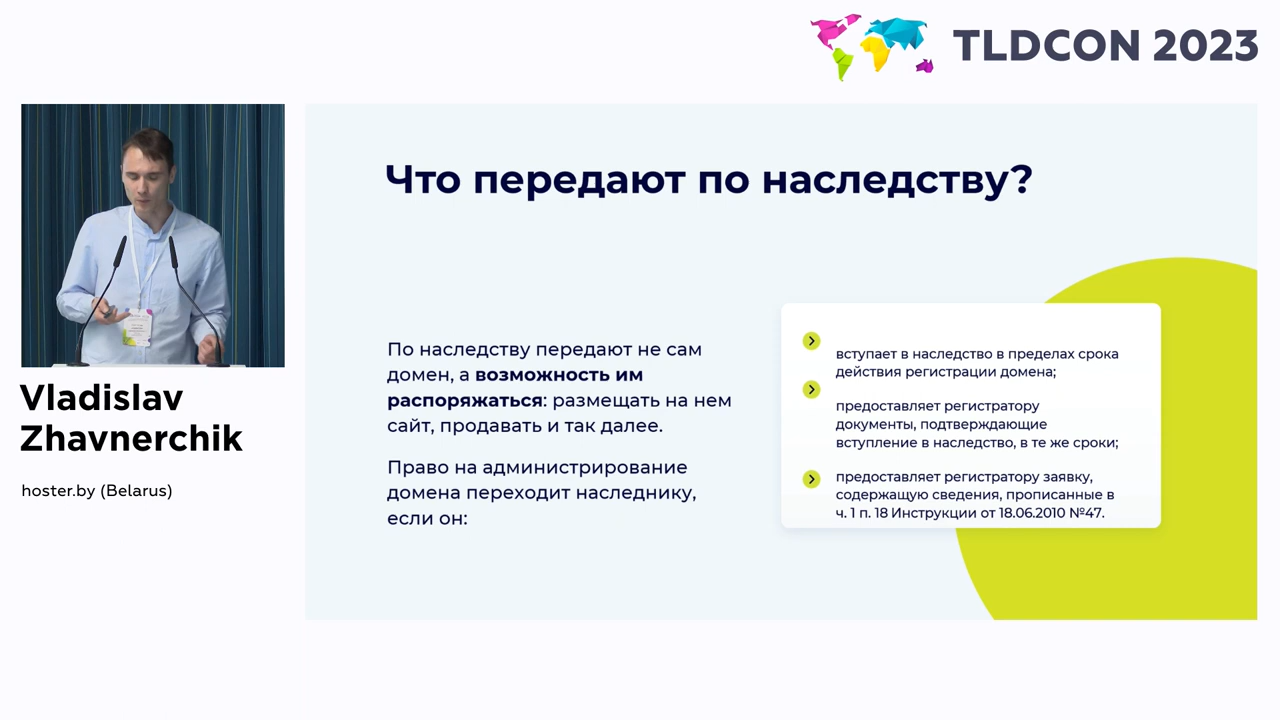 TLDCON 2023
Vladislav
Zhavnerchik
hoster.by (Belarus)
Что передают по наследству?
По наследству передают не сам
домен, а возможность им
распоряжаться: размещать на нем
сайт, продавать и так далее.
Право на администрирование
домена переходит наследнику,
если он:
вступает в наследство в пределах срока
действия регистрации домена;
предоставляет регистратору
документы, подтверждающие
вступление в наследство, в те же сроки;
предоставляет регистратору заявку,
содержащую сведения, прописанные в
ч. 1 п. 18 Инструкции от 18.06.2010 №47.